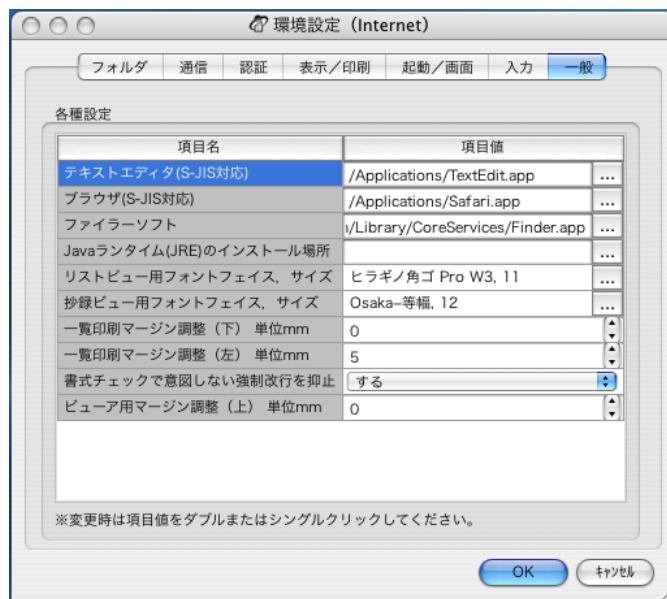 環境設定（Internet）
フォルダ 通信 認証 表示／印刷 起動／画面 入力 一般
各種設定
項目名 項目値
テキストエディタ(S-JIS対応) /Applications/TextEdit.app ...
ブラウザ(S-JIS対応) /Applications/Safari.app ...
ファイラーソフト /Library/CoreServices/Finder.app ...
Javaランタイム(JRE)のインストール場所 ...
リストビュー用フォントフェイス，サイズ ヒラギノ角ゴ Pro W3, 11 ...
抄録ビュー用フォントフェイス，サイズ Osaka−等幅, 12 ...
一覧印刷マージン調整（下） 単位mm 0
一覧印刷マージン調整（左） 単位mm 5
書式チェックで意図しない強制改行を抑止 する
ビューア用マージン調整（上） 単位mm 0
※変更時は項目値をダブルまたはシングルクリックしてください。
OK ｷｬﾝｾﾙ